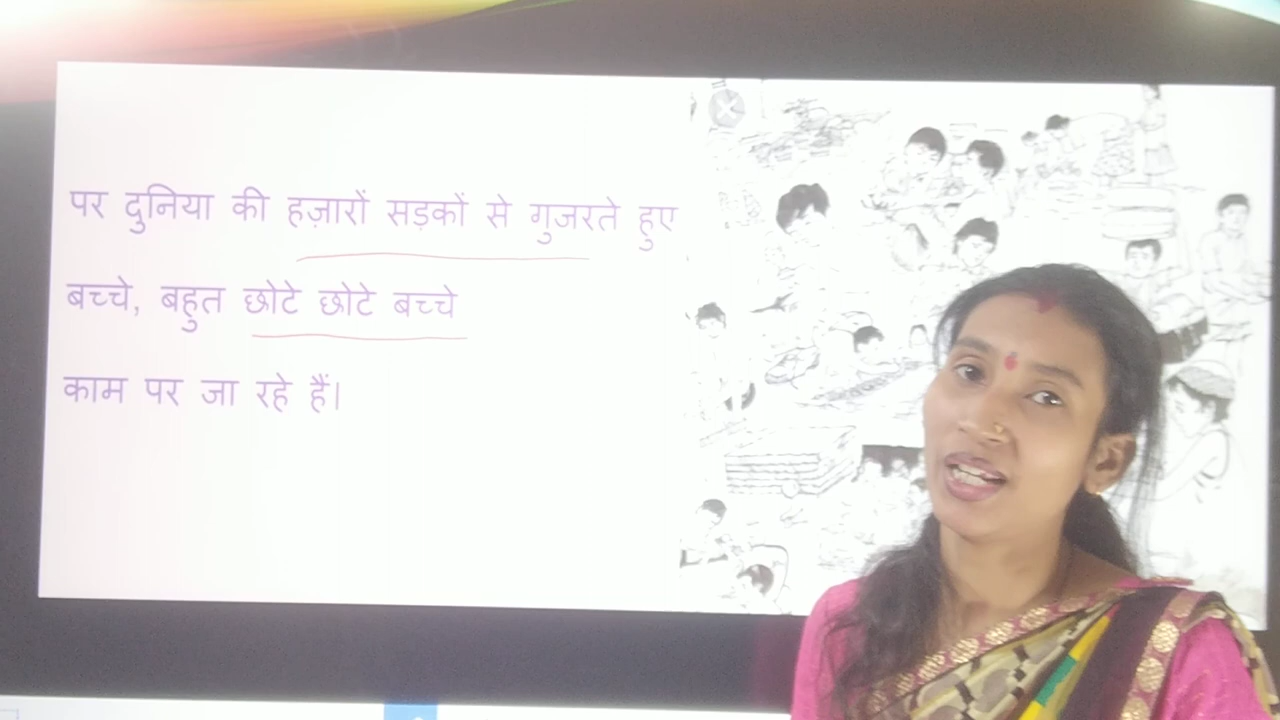 पर दुनिया की हज़ारों सड़कों से गुजरते हुए
बच्चे, बहुत छोटे छोटे बच्चे
काम पर जा रहे हैं।